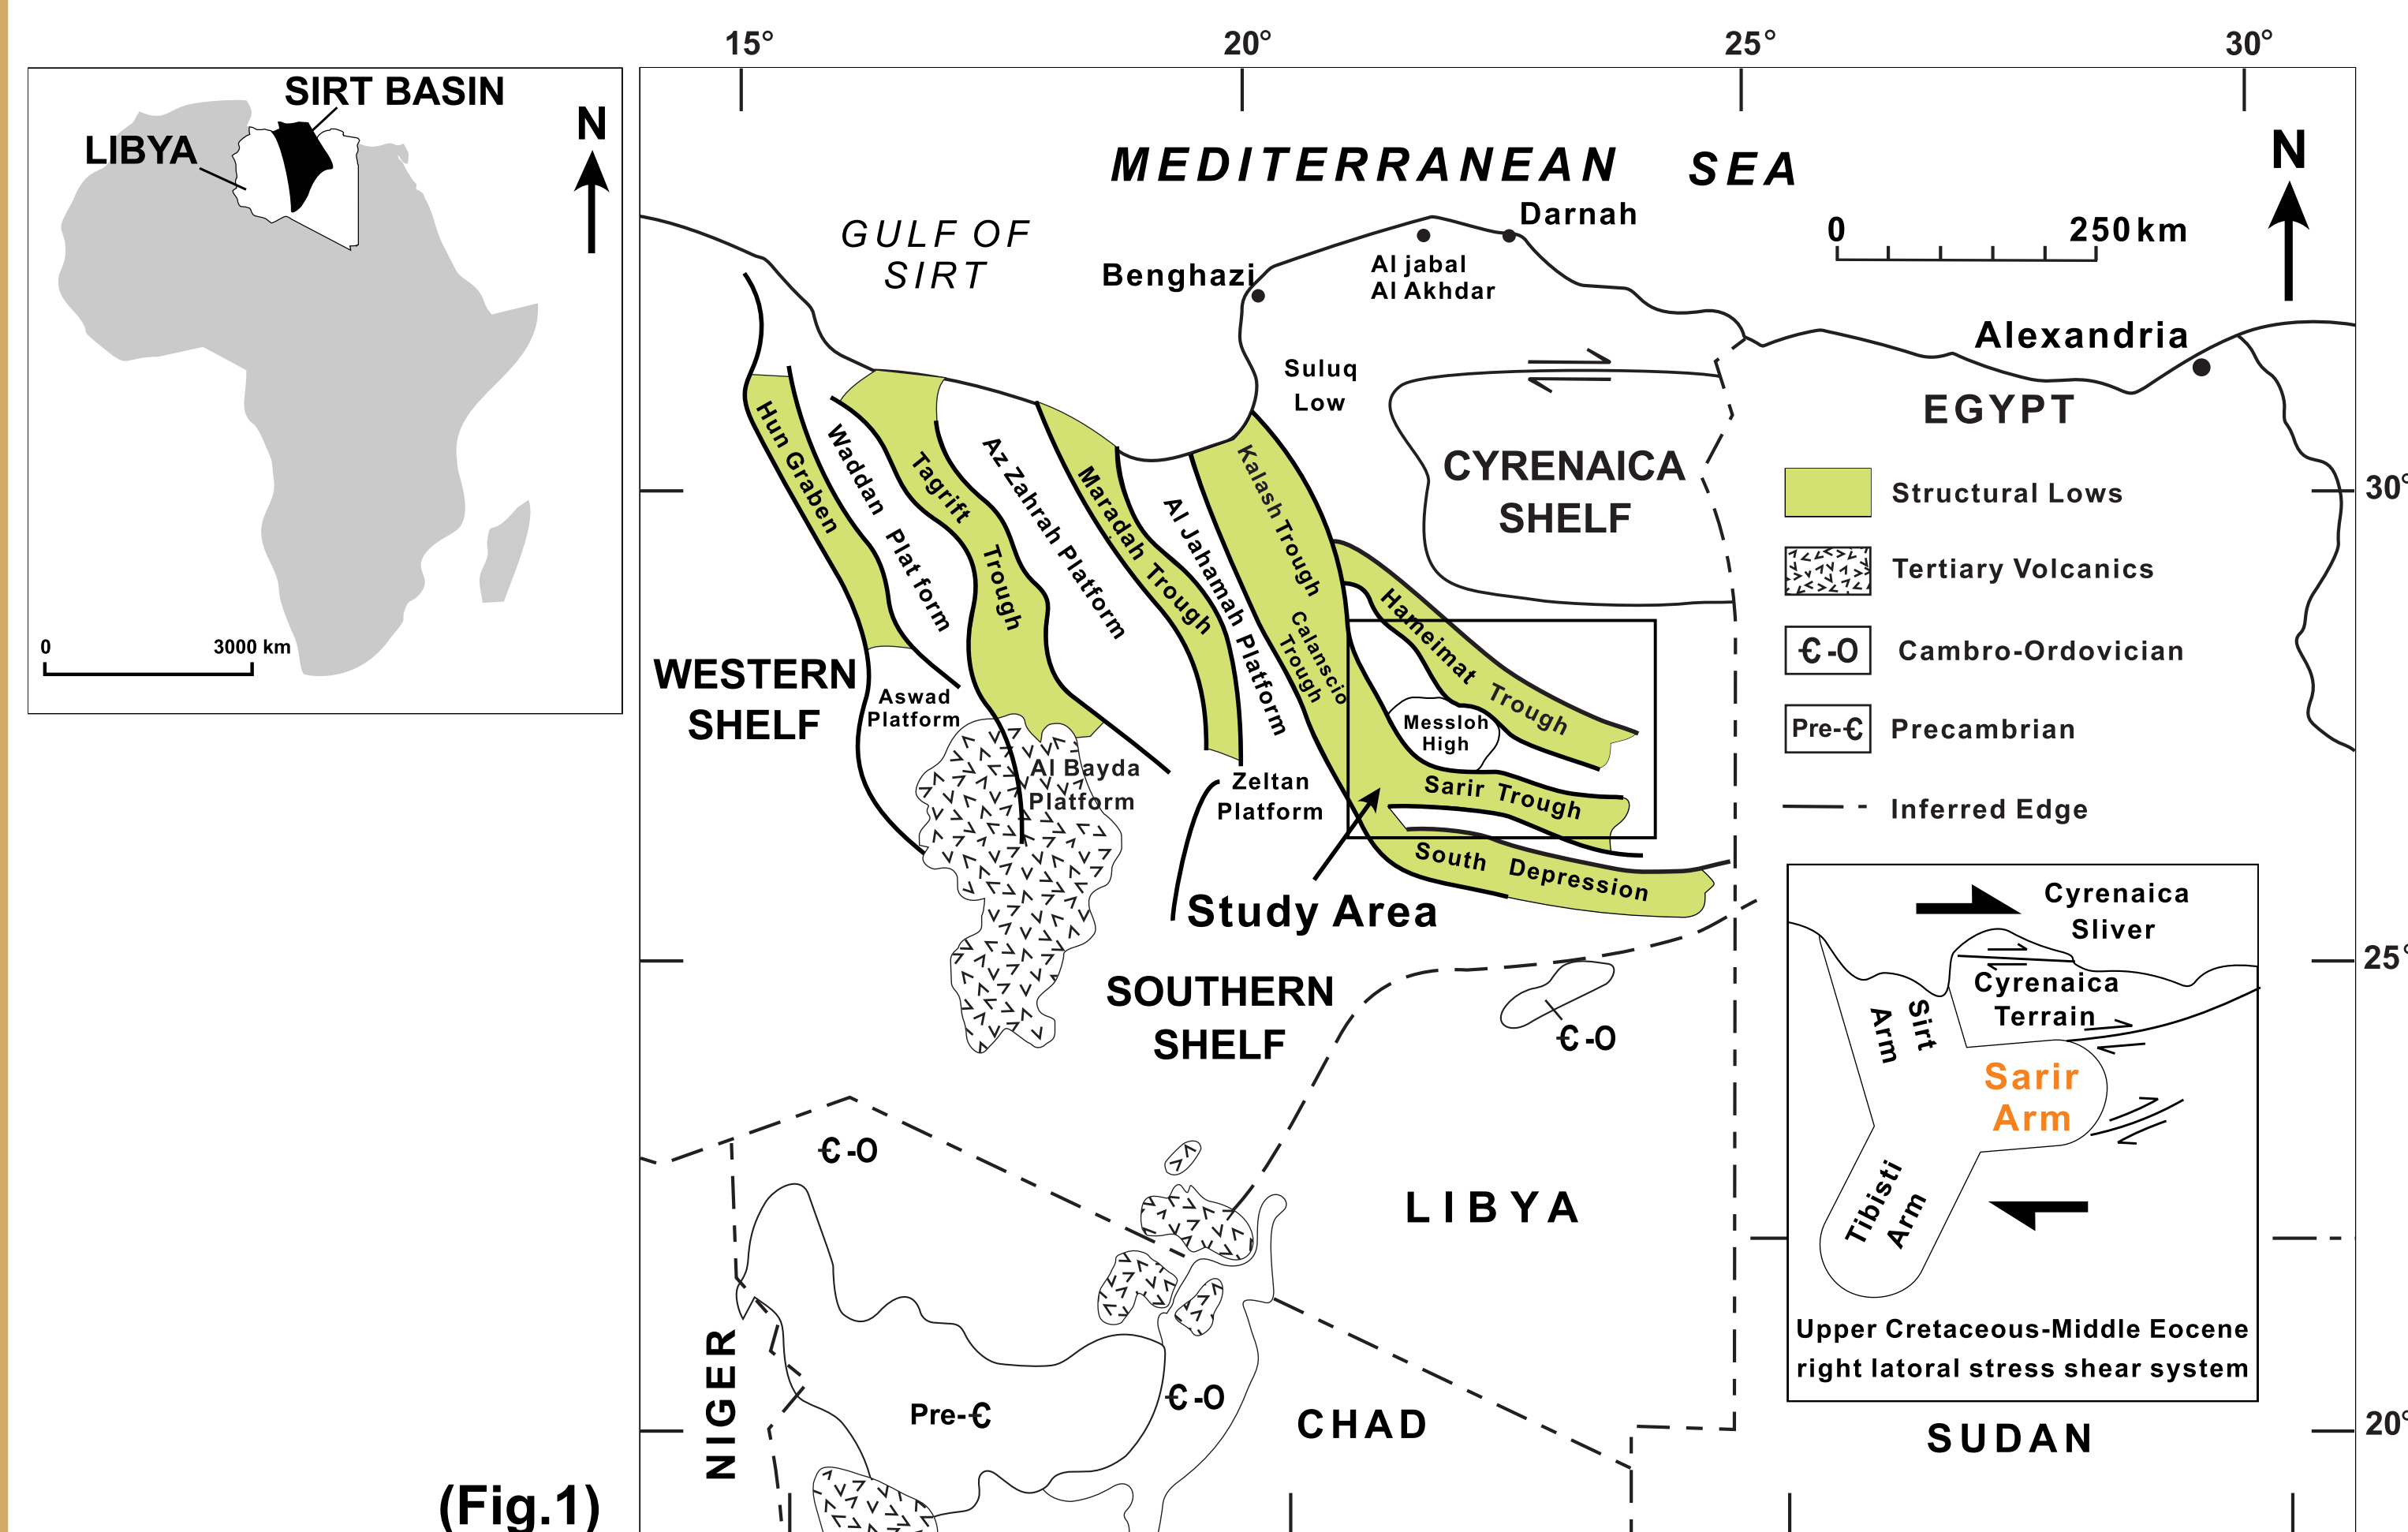 15°
20°
25°
30°
SIRT BASIN
LIBYA
N
0
3000 km
MEDITERRANEAN SEA
GULF OF
SIRT
Benghazi
Darnah
Al jabal
Al Akhdar
Suluq
Low
0
250 km
N
Alexandria
EGYPT
CYRENAICA
SHELF
Structural Lows
Tertiary Volcanics
Є-O
Cambro-Ordovician
Pre-Є
Precambrian
Inferred Edge
30°
25°
20°
Hun Graben
Waddan Plat form
Tagrift Trough
Az Zahrah Platform
Maradah Trough
Al Jahamah Platform
Kalash Trough
Calanscio
Trough
Hameimat Trough
Messloh
High
Sarir Trough
South Depression
WESTERN
SHELF
Aswad
Platform
Al Bayda
Platform
Zeltan
Platform
Study Area
SOUTHERN
SHELF
Є-O
Є-O
Є-O
Pre-Є
LIBYA
NIGER
CHAD
SUDAN
Cyrenaica
Sliver
Cyrenaica
Terrain
Sirt
Arm
Sarir
Arm
Tibisti
Arm
Upper Cretaceous-Middle Eocene
right latoral stress shear system
(Fig.1)